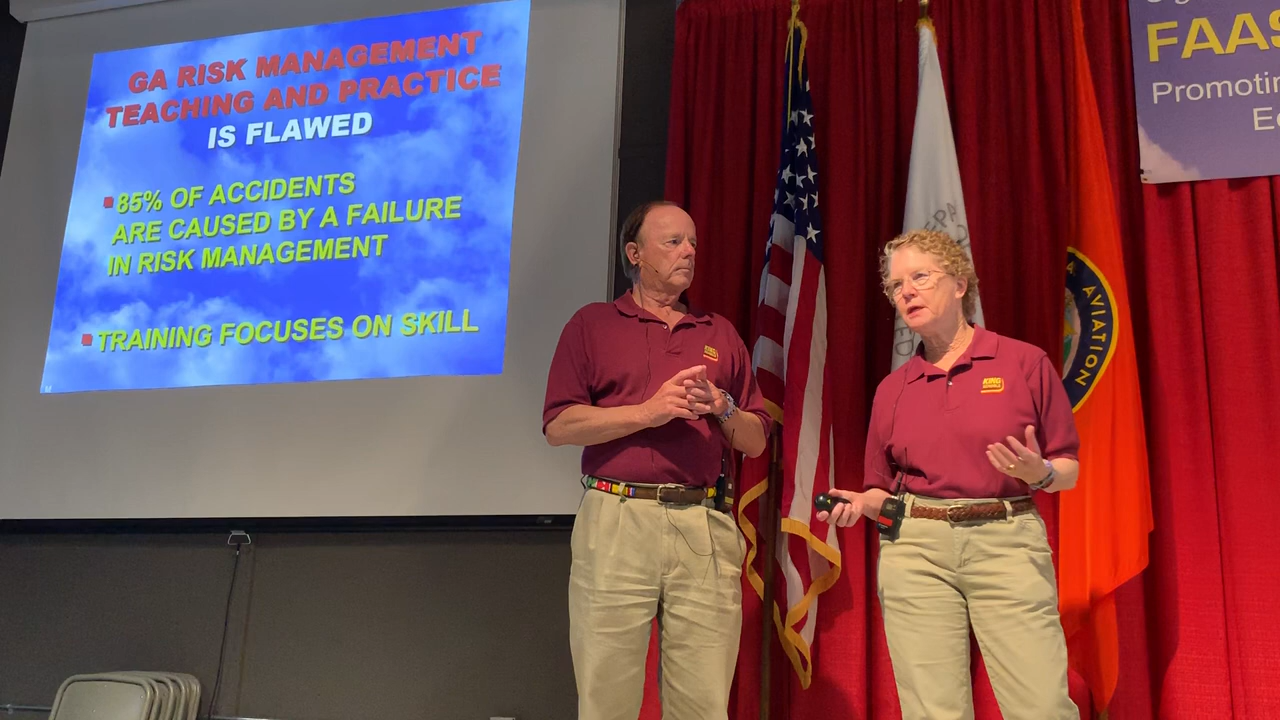 GA RISK MANAGEMENT
TEACHING AND PRACTICE
IS FLAWED
85% OF ACCIDENTS
ARE CAUSED BY A FAILURE
IN RISK MANAGEMENT
TRAINING FOCUSES ON SKILL
FAAS
Promotin
KING
AVIATION